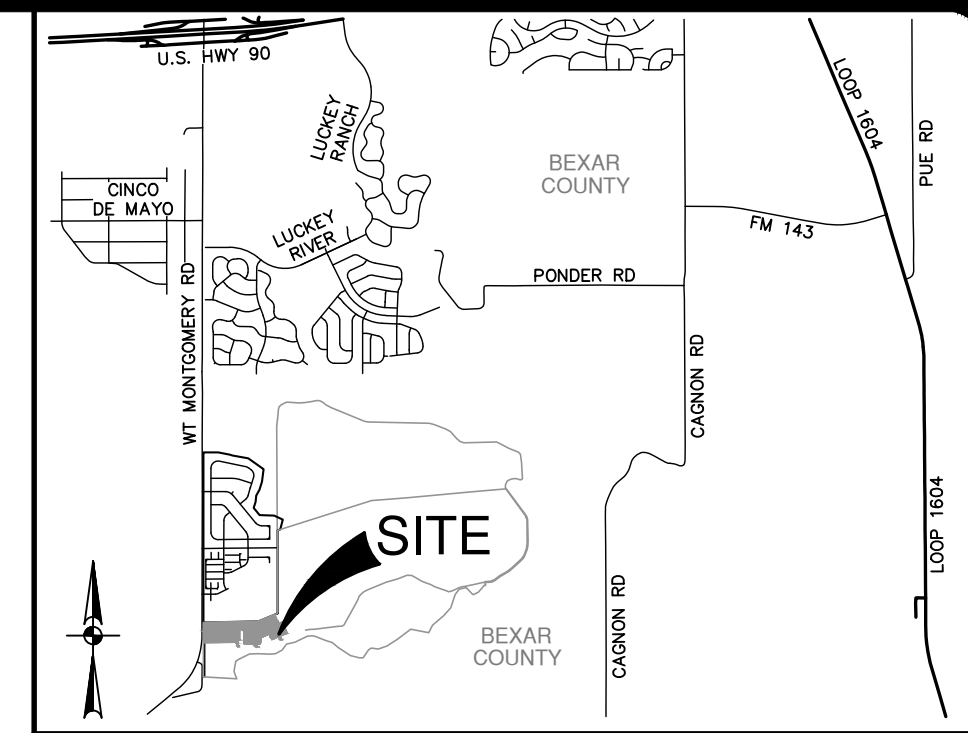 U.S. HWY 90
LUCKEY
RANCH
LOOP 1604
PUE RD
BEXAR
COUNTY
CINCO
DE MAYO
LUCKEY
RIVER
FM 143
PONDER RD
WT MONTGOMERY RD
CAGNON RD
SITE
LOOP 1604
CAGNON RD
BEXAR
COUNTY